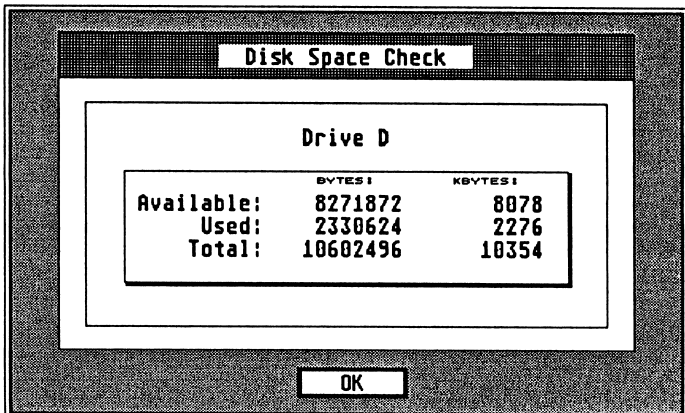 Disk Space Check
Drive D
BYTES: KBYTES:
Available: 8271872 8078
Used: 2330624 2276
Total: 10602496 10354
OK